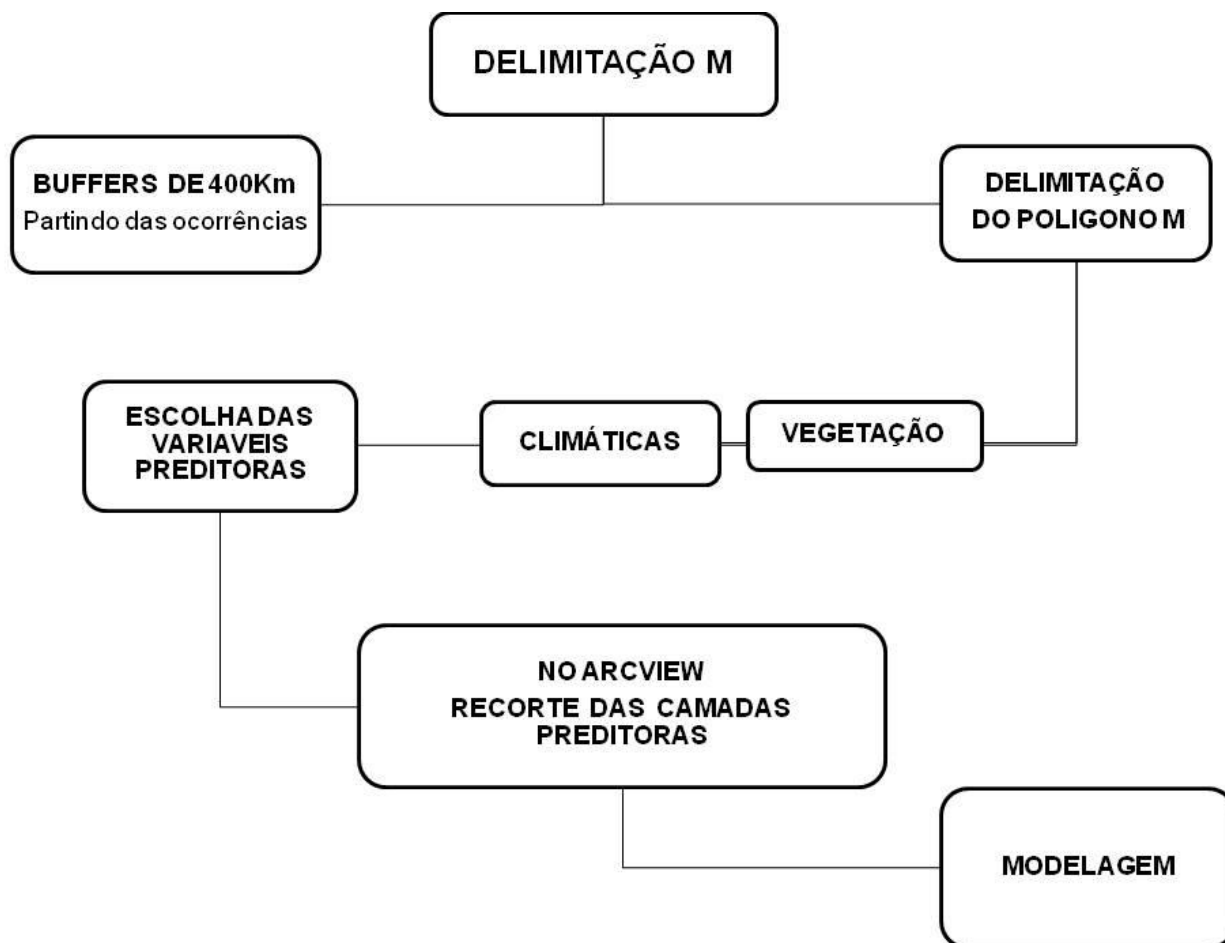 DELIMITAÇÃO M
BUFFERS DE 400Km
Partindo das ocorrências
DELIMITAÇÃO
DO POLIGONO M
ESCOLHA DAS
VARIAVEIS
PREDITORAS
CLIMÁTICAS
VEGETAÇÃO
NO ARCVIEW
RECORTE DAS CAMADAS
PREDITORAS
MODELAGEM